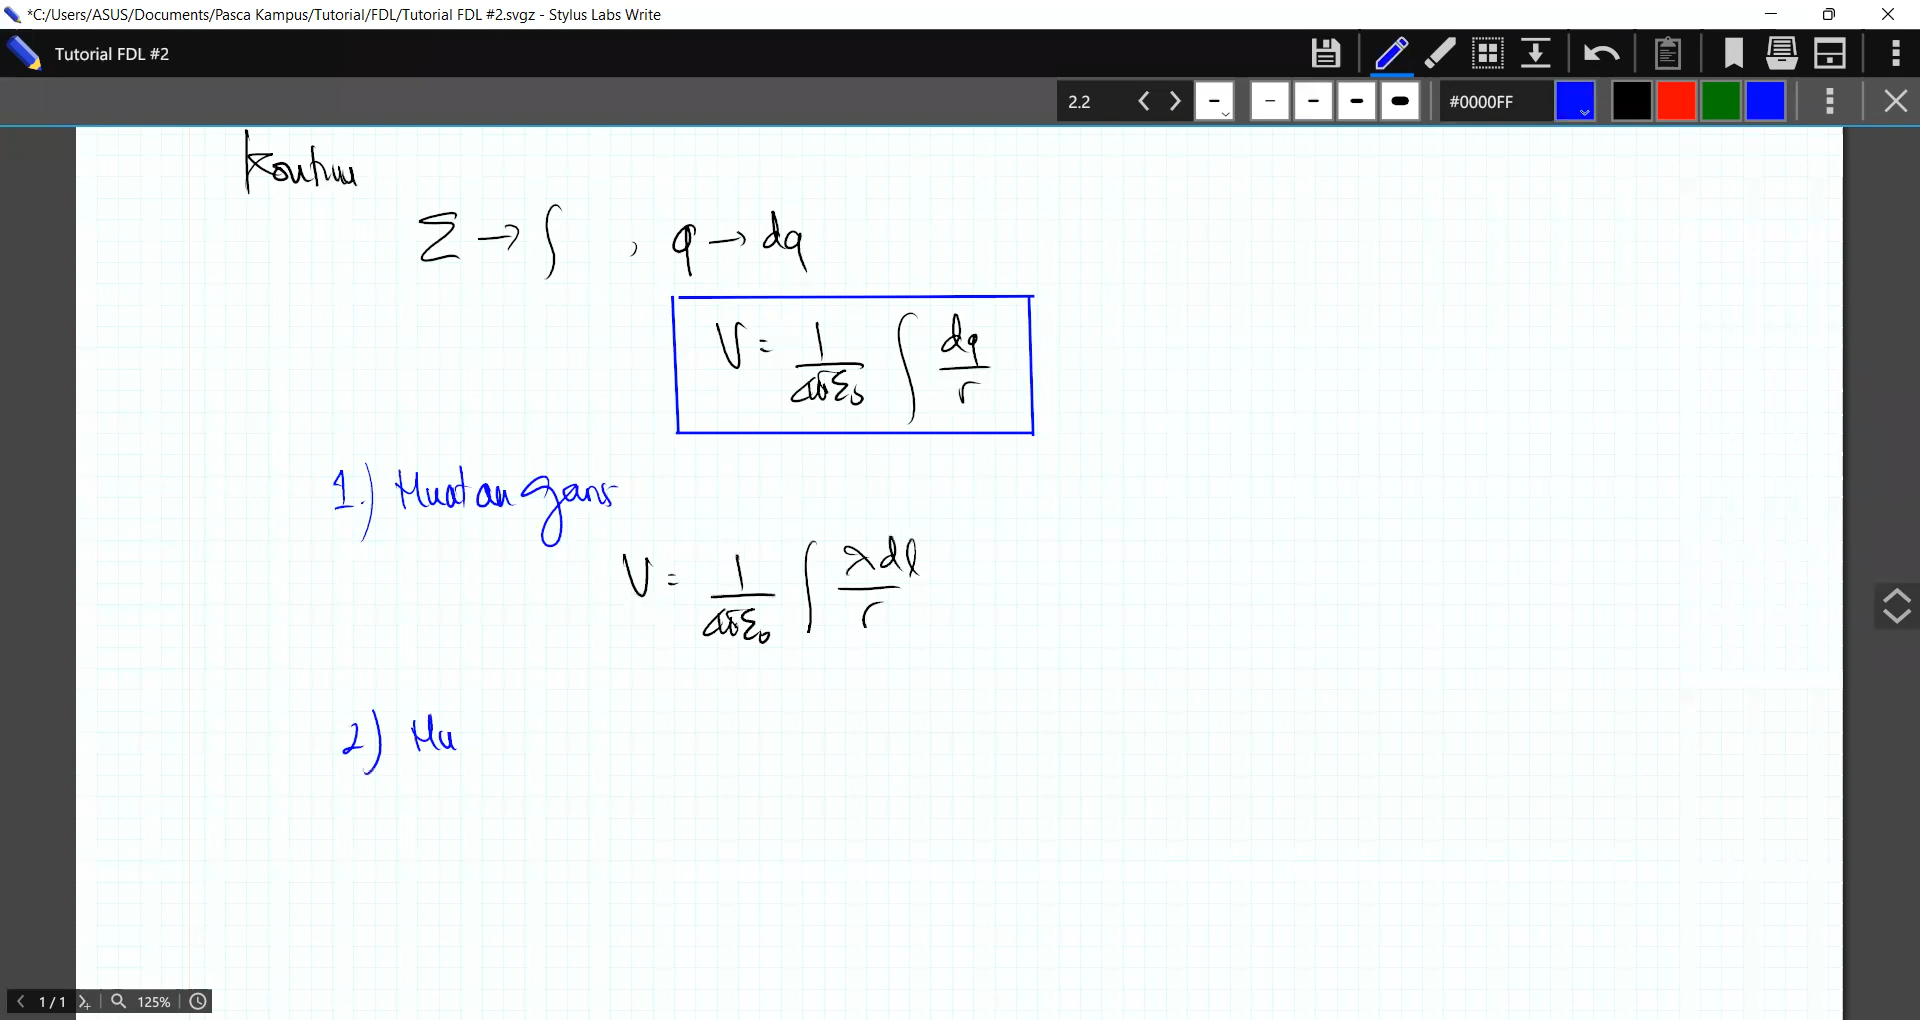 *C:/Users/ASUS/Documents/Pasca Kampus/Tutorial/FDL/Tutorial FDL #2.svgz - Stylus Labs Write
Tutorial FDL #2
2.2
#0000FF
Kontinu
Σ → ∫ , q → dq
V = 1/4πε₀ ∫ dq/r
1.) Muatan garis
V = 1/4πε₀ ∫ λdl/r
2) Mu
1 / 1
125%